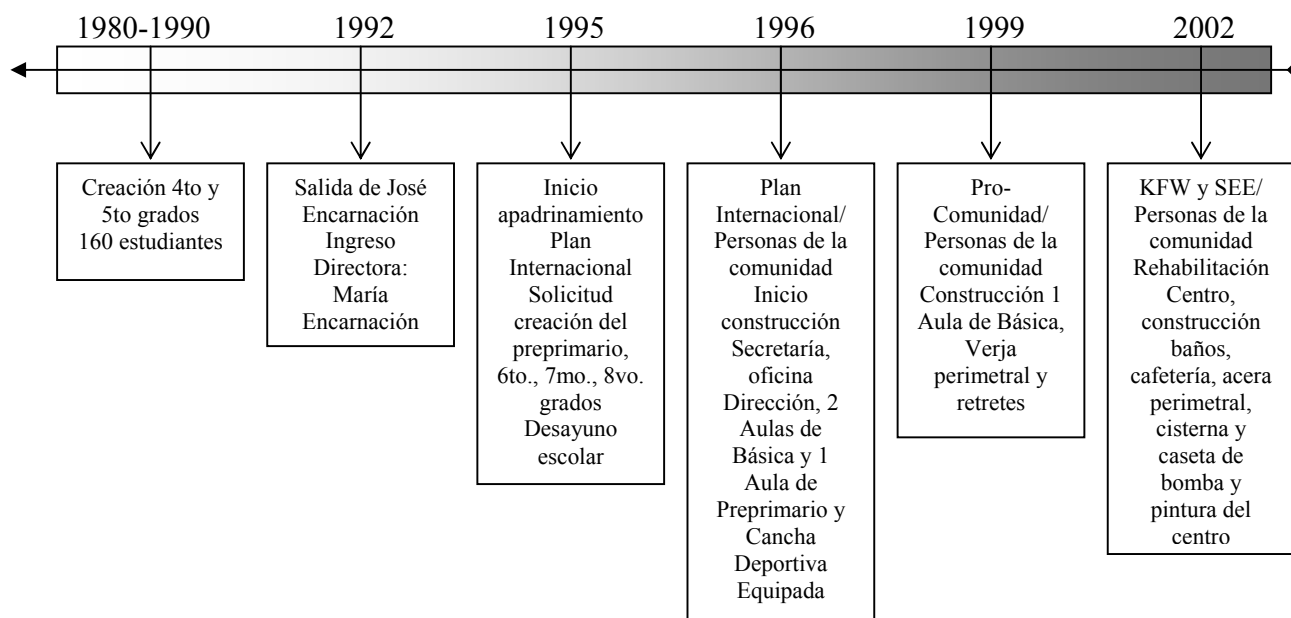 1980-1990
1992
1995
1996
1999
2002
Creación 4to y
5to grados
160 estudiantes
Salida de José
Encarnación
Ingreso
Directora:
María
Encarnación
Inicio
apadrinamiento
Plan
Internacional
Solicitud
creación del
preprimario,
6to., 7mo., 8vo.
grados
Desayuno
escolar
Plan
Internacional/
Personas de la
comunidad
Inicio
construcción
Secretaría,
oficina
Dirección, 2
Aulas de
Básica y 1
Aula de
Preprimario y
Cancha
Deportiva
Equipada
Pro-
Comunidad/
Personas de la
comunidad
Construcción 1
Aula de Básica,
Verja
perimetral y
retretes
KFW y SEE/
Personas de la
comunidad
Rehabilitación
Centro,
construcción
baños,
cafetería, acera
perimetral,
cisterna y
caseta de
bomba y
pintura del
centro